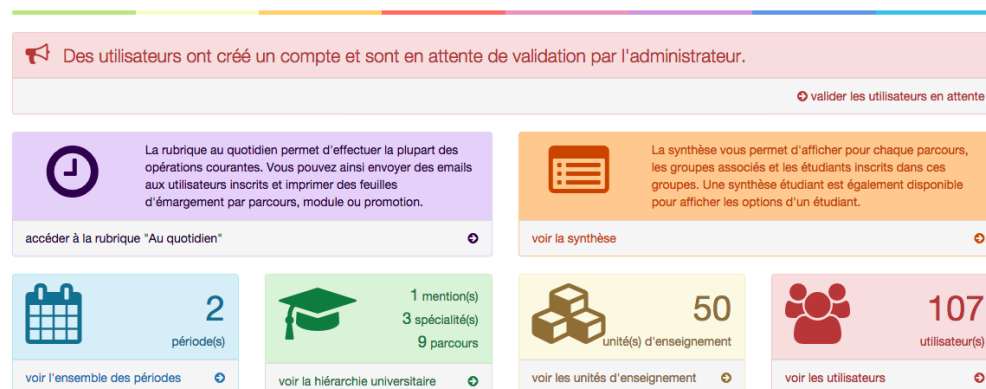 Des utilisateurs ont créé un compte et sont en attente de validation par l'administrateur.
valider les utilisateurs en attente
La rubrique au quotidien permet d'effectuer la plupart des
opérations courantes. Vous pouvez ainsi envoyer des emails
aux utilisateurs inscrits et imprimer des feuilles
d'émargement par parcours, module ou promotion.
accéder à la rubrique "Au quotidien"
La synthèse vous permet d'afficher pour chaque parcours,
les groupes associés et les étudiants inscrits dans ces
groupes. Une synthèse étudiant est également disponible
pour afficher les options d'un étudiant.
voir la synthèse
2
période(s)
voir l'ensemble des périodes
1 mention(s)
3 spécialité(s)
9 parcours
voir la hiérarchie universitaire
50
unité(s) d'enseignement
voir les unités d'enseignement
107
utilisateur(s)
voir les utilisateurs